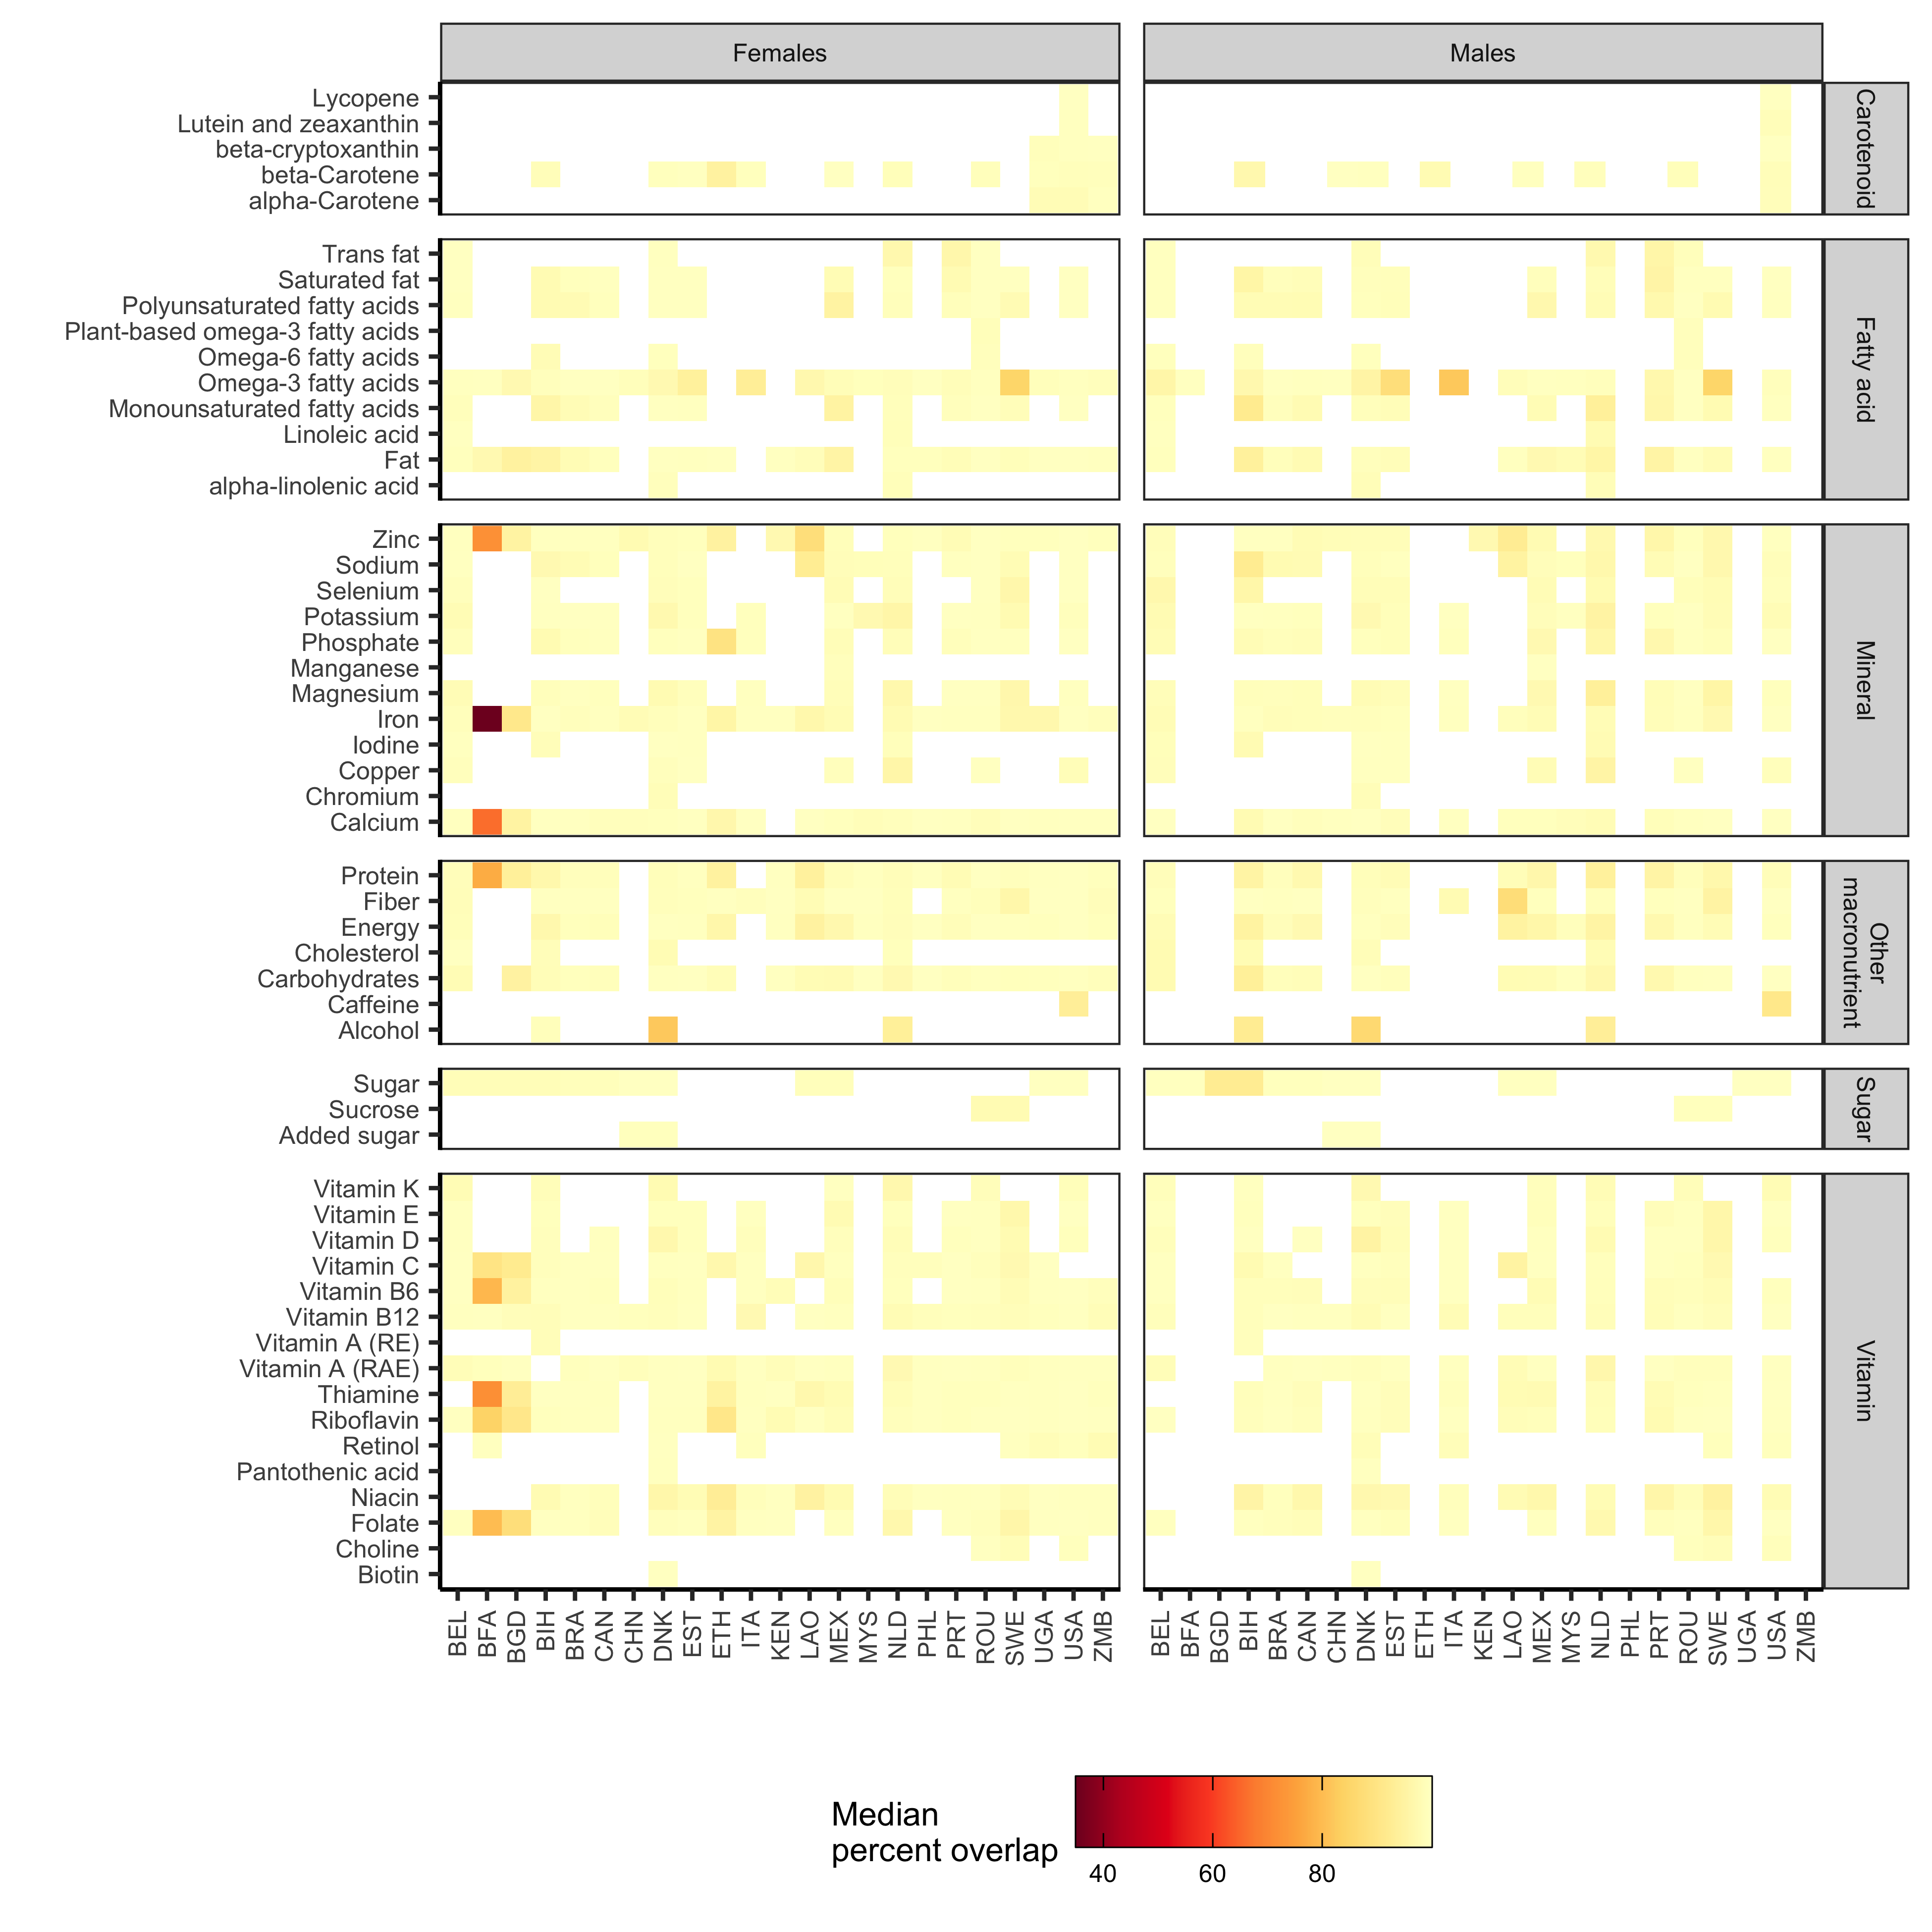 Females
Males
Lycopene
Lutein and zeaxanthin
beta-cryptoxanthin
beta-Carotene
alpha-Carotene
Carotenoid
Trans fat
Saturated fat
Polyunsaturated fatty acids
Plant-based omega-3 fatty acids
Omega-6 fatty acids
Omega-3 fatty acids
Monounsaturated fatty acids
Linoleic acid
Fat
alpha-linolenic acid
Fatty acid
Zinc
Sodium
Selenium
Potassium
Phosphate
Manganese
Magnesium
Iron
Iodine
Copper
Chromium
Calcium
Mineral
Protein
Fiber
Energy
Cholesterol
Carbohydrates
Caffeine
Alcohol
Other
macronutrient
Sugar
Sucrose
Added sugar
Sugar
Vitamin K
Vitamin E
Vitamin D
Vitamin C
Vitamin B6
Vitamin B12
Vitamin A (RE)
Vitamin A (RAE)
Thiamine
Riboflavin
Retinol
Pantothenic acid
Niacin
Folate
Choline
Biotin
Vitamin
BEL BFA BGD BIH BRA CAN CHN DNK EST ETH ITA KEN LAO MEX MYS NLD PHL PRT ROU SWE UGA USA ZMB
BEL BFA BGD BIH BRA CAN CHN DNK EST ETH ITA KEN LAO MEX MYS NLD PHL PRT ROU SWE UGA USA ZMB
Median
percent overlap
40 60 80